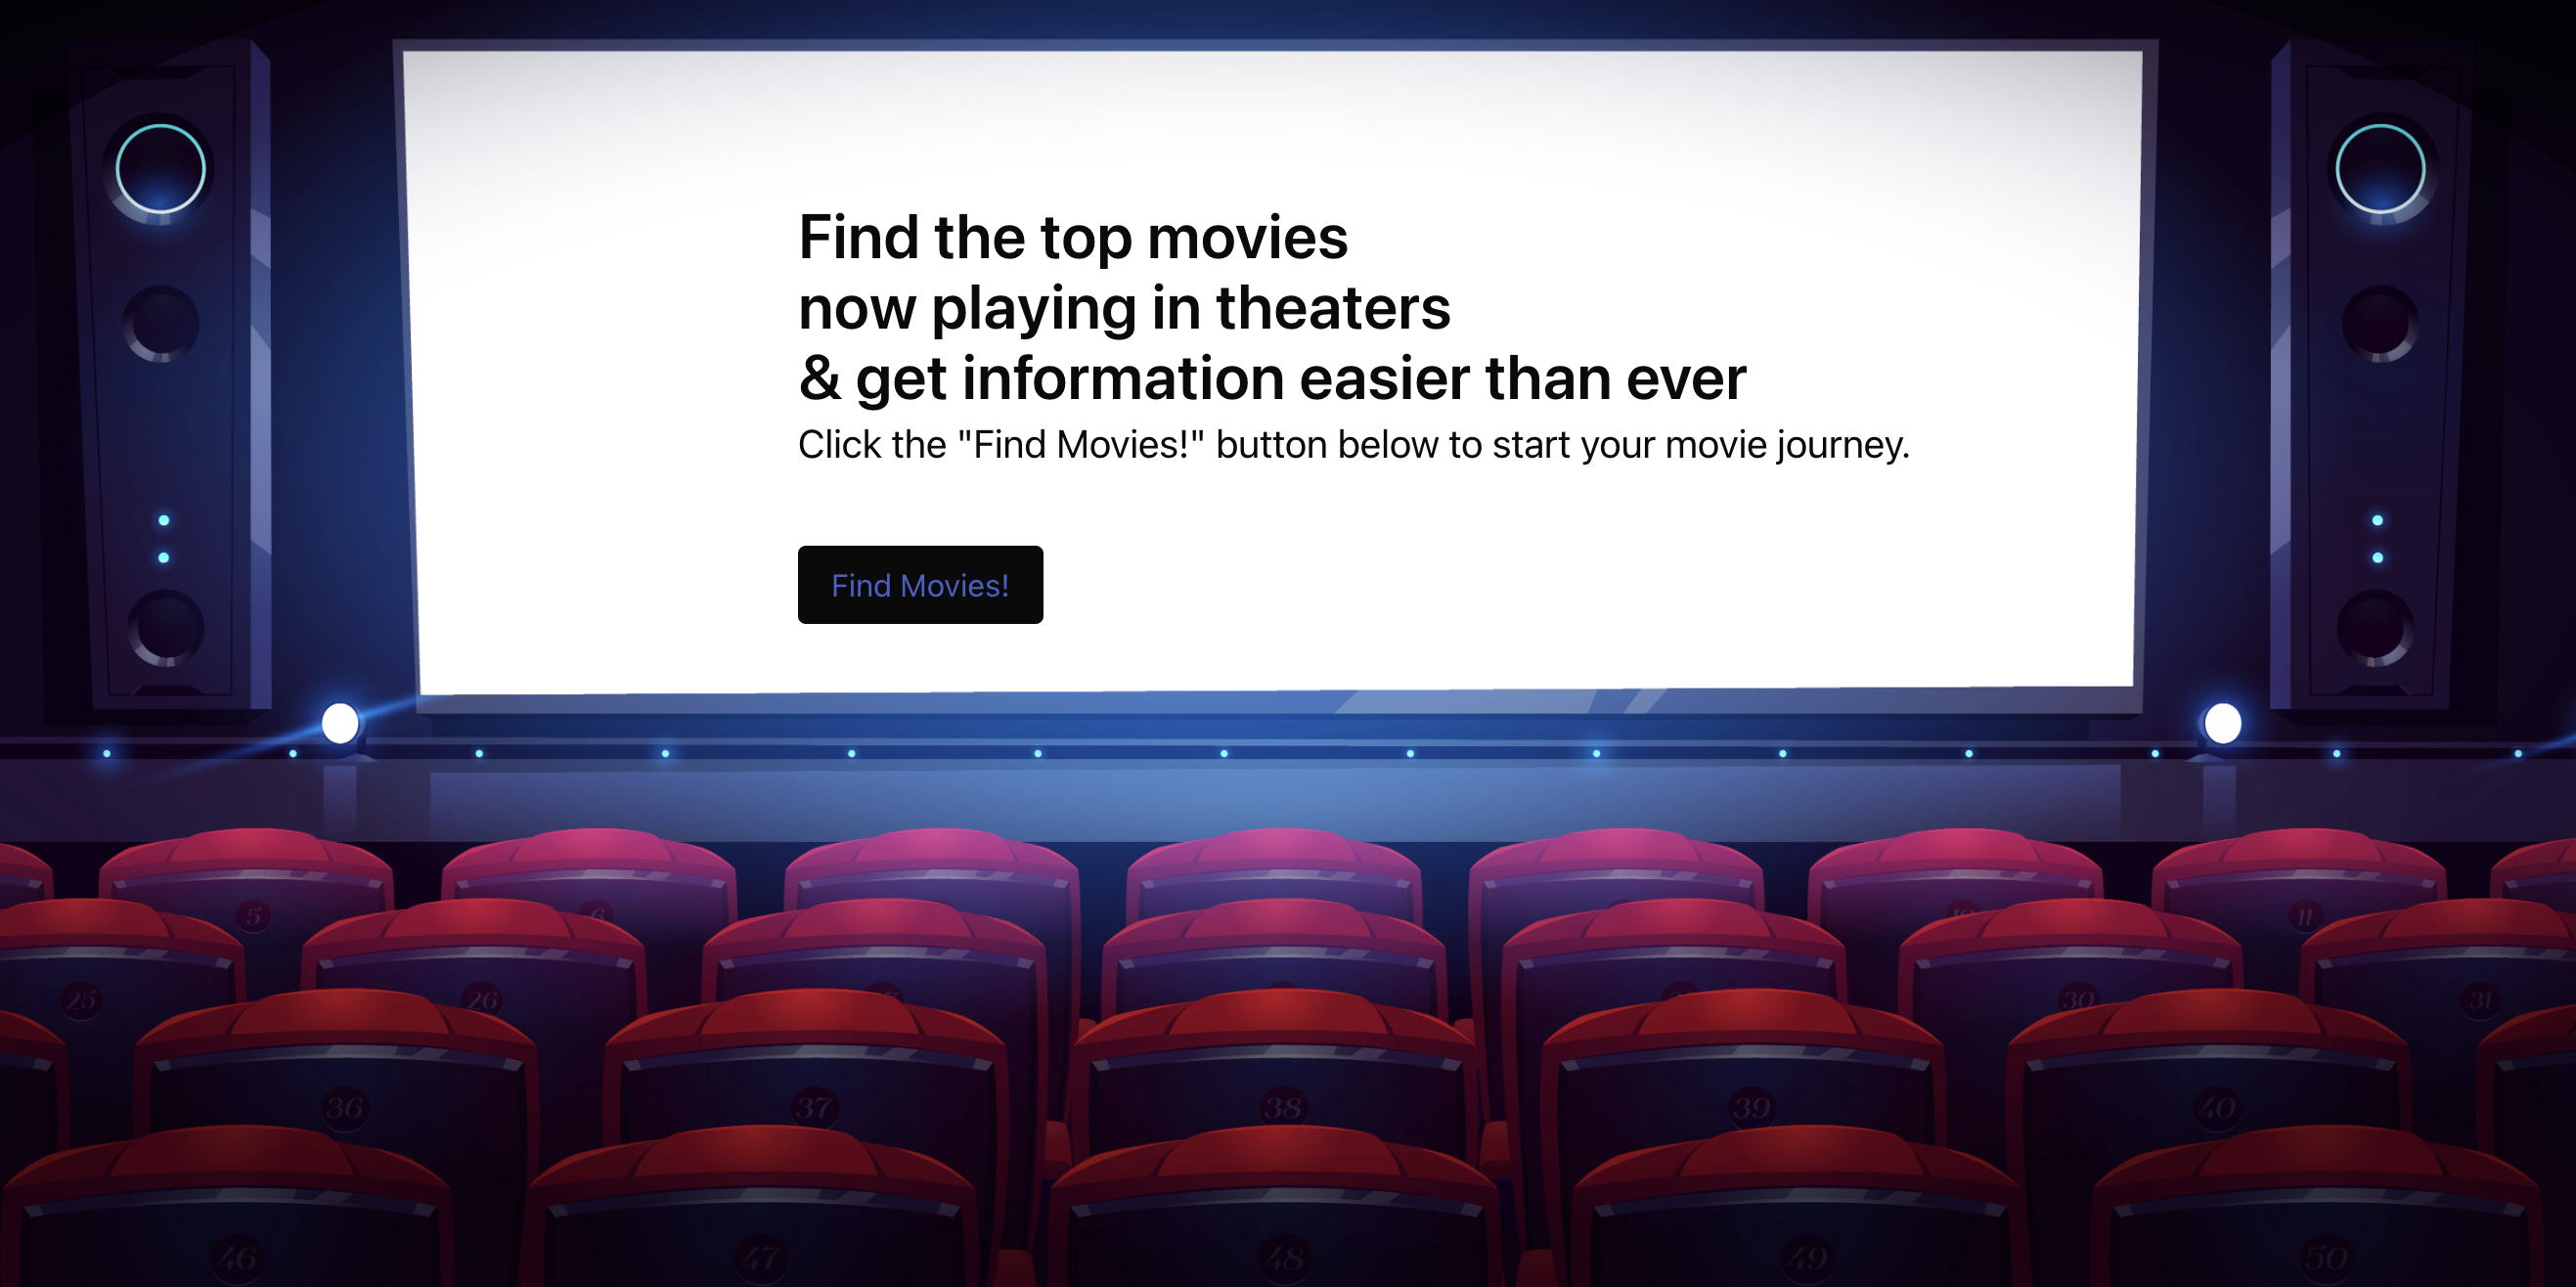 Find the top movies
now playing in theaters
& get information easier than ever
Click the "Find Movies!" button below to start your movie journey.
Find Movies!
5 6 10 11
25 26 30 31
36 37 38 39 40
46 47 48 49 50